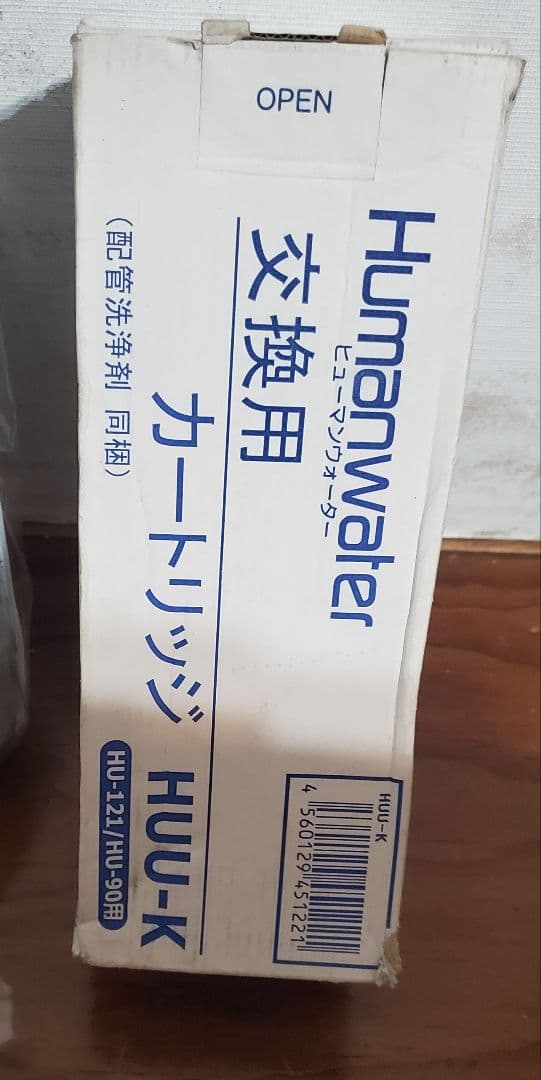 OPEN
Humanwater
ヒューマンウォーター
交換用
カートリッジ HUU-K
(配管洗浄剤 同梱)
HU-121/HU-90用
HUU-K
4 560129 451221